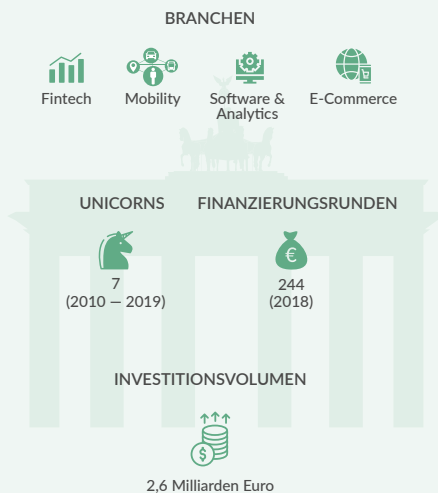 BRANCHEN
Fintech
Mobility
Software &
Analytics
E-Commerce
UNICORNS
7
(2010 — 2019)
FINANZIERUNGSRUNDEN
€
244
(2018)
INVESTITIONSVOLUMEN
$
2,6 Milliarden Euro